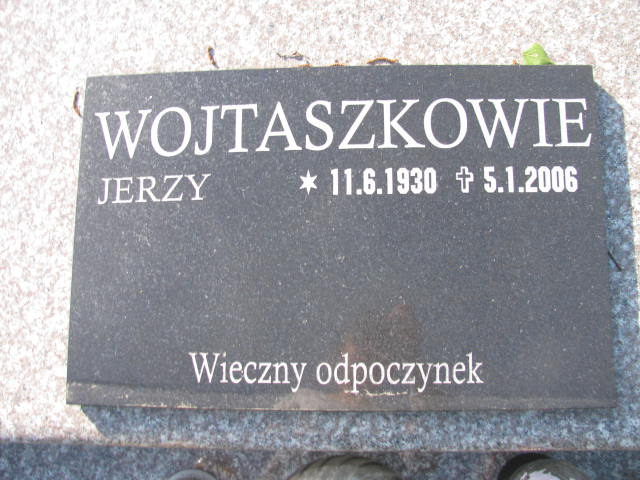 WOJTASZKOWIE
JERZY * 11.6.1930 ✝ 5.1.2006
Wieczny odpoczynek